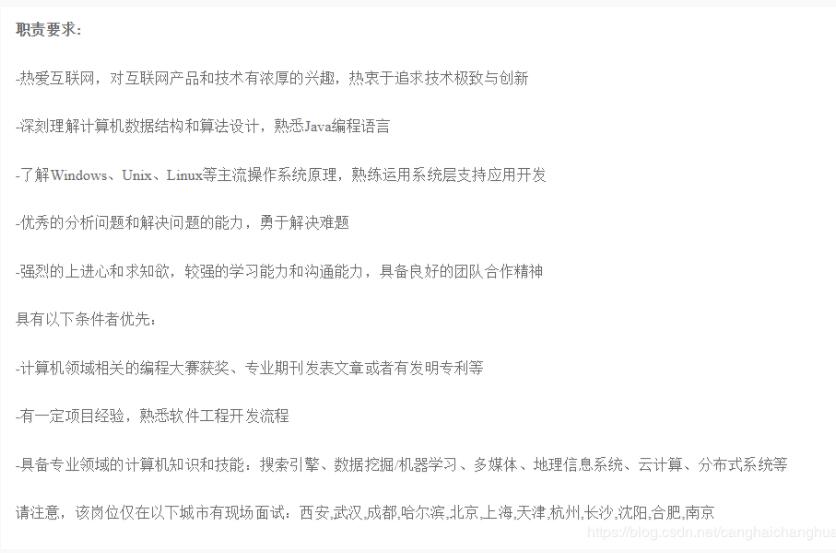 职责要求:
-热爱互联网，对互联网产品和技术有浓厚的兴趣，热衷于追求技术极致与创新
-深刻理解计算机数据结构和算法设计，熟悉Java编程语言
-了解Windows、Unix、Linux等主流操作系统原理，熟练运用系统层支持应用开发
-优秀的分析问题和解决问题的能力，勇于解决难题
-强烈的上进心和求知欲，较强的学习能力和沟通能力，具备良好的团队合作精神
具有以下条件者优先：
-计算机领域相关的编程大赛获奖、专业期刊发表文章或者有发明专利等
-有一定项目经验，熟悉软件工程开发流程
-具备专业领域的计算机知识和技能：搜索引擎、数据挖掘/机器学习、多媒体、地理信息系统、云计算、分布式系统等
请注意，该岗位仅在以下城市有现场面试：西安,武汉,成都,哈尔滨,北京,上海,天津,杭州,长沙,沈阳,合肥,南京
https://blog.csdn.net/canghaichanghua